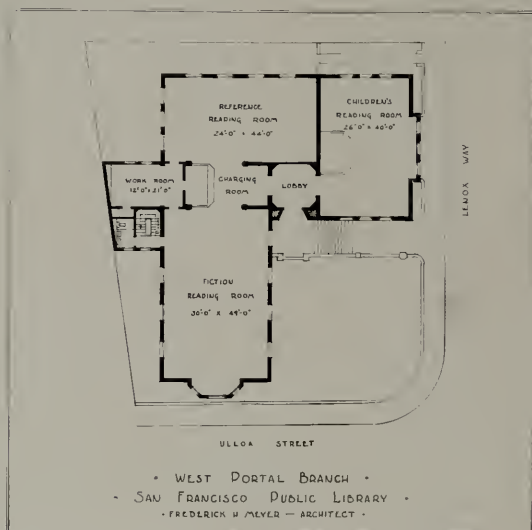 REFERENCE
READING ROOM
24'-0" x 44'-0"
CHILDREN'S
READING ROOM
26'-0" x 40'-0"
WORK ROOM
12'-0" x 21'-0"
CHARGING
ROOM
LOBBY
LENOX WAY
FICTION
READING ROOM
30'-0" x 49'-0"
ULLOA STREET
• WEST PORTAL BRANCH •
• SAN FRANCISCO PUBLIC LIBRARY •
• FREDERICK H MEYER — ARCHITECT •